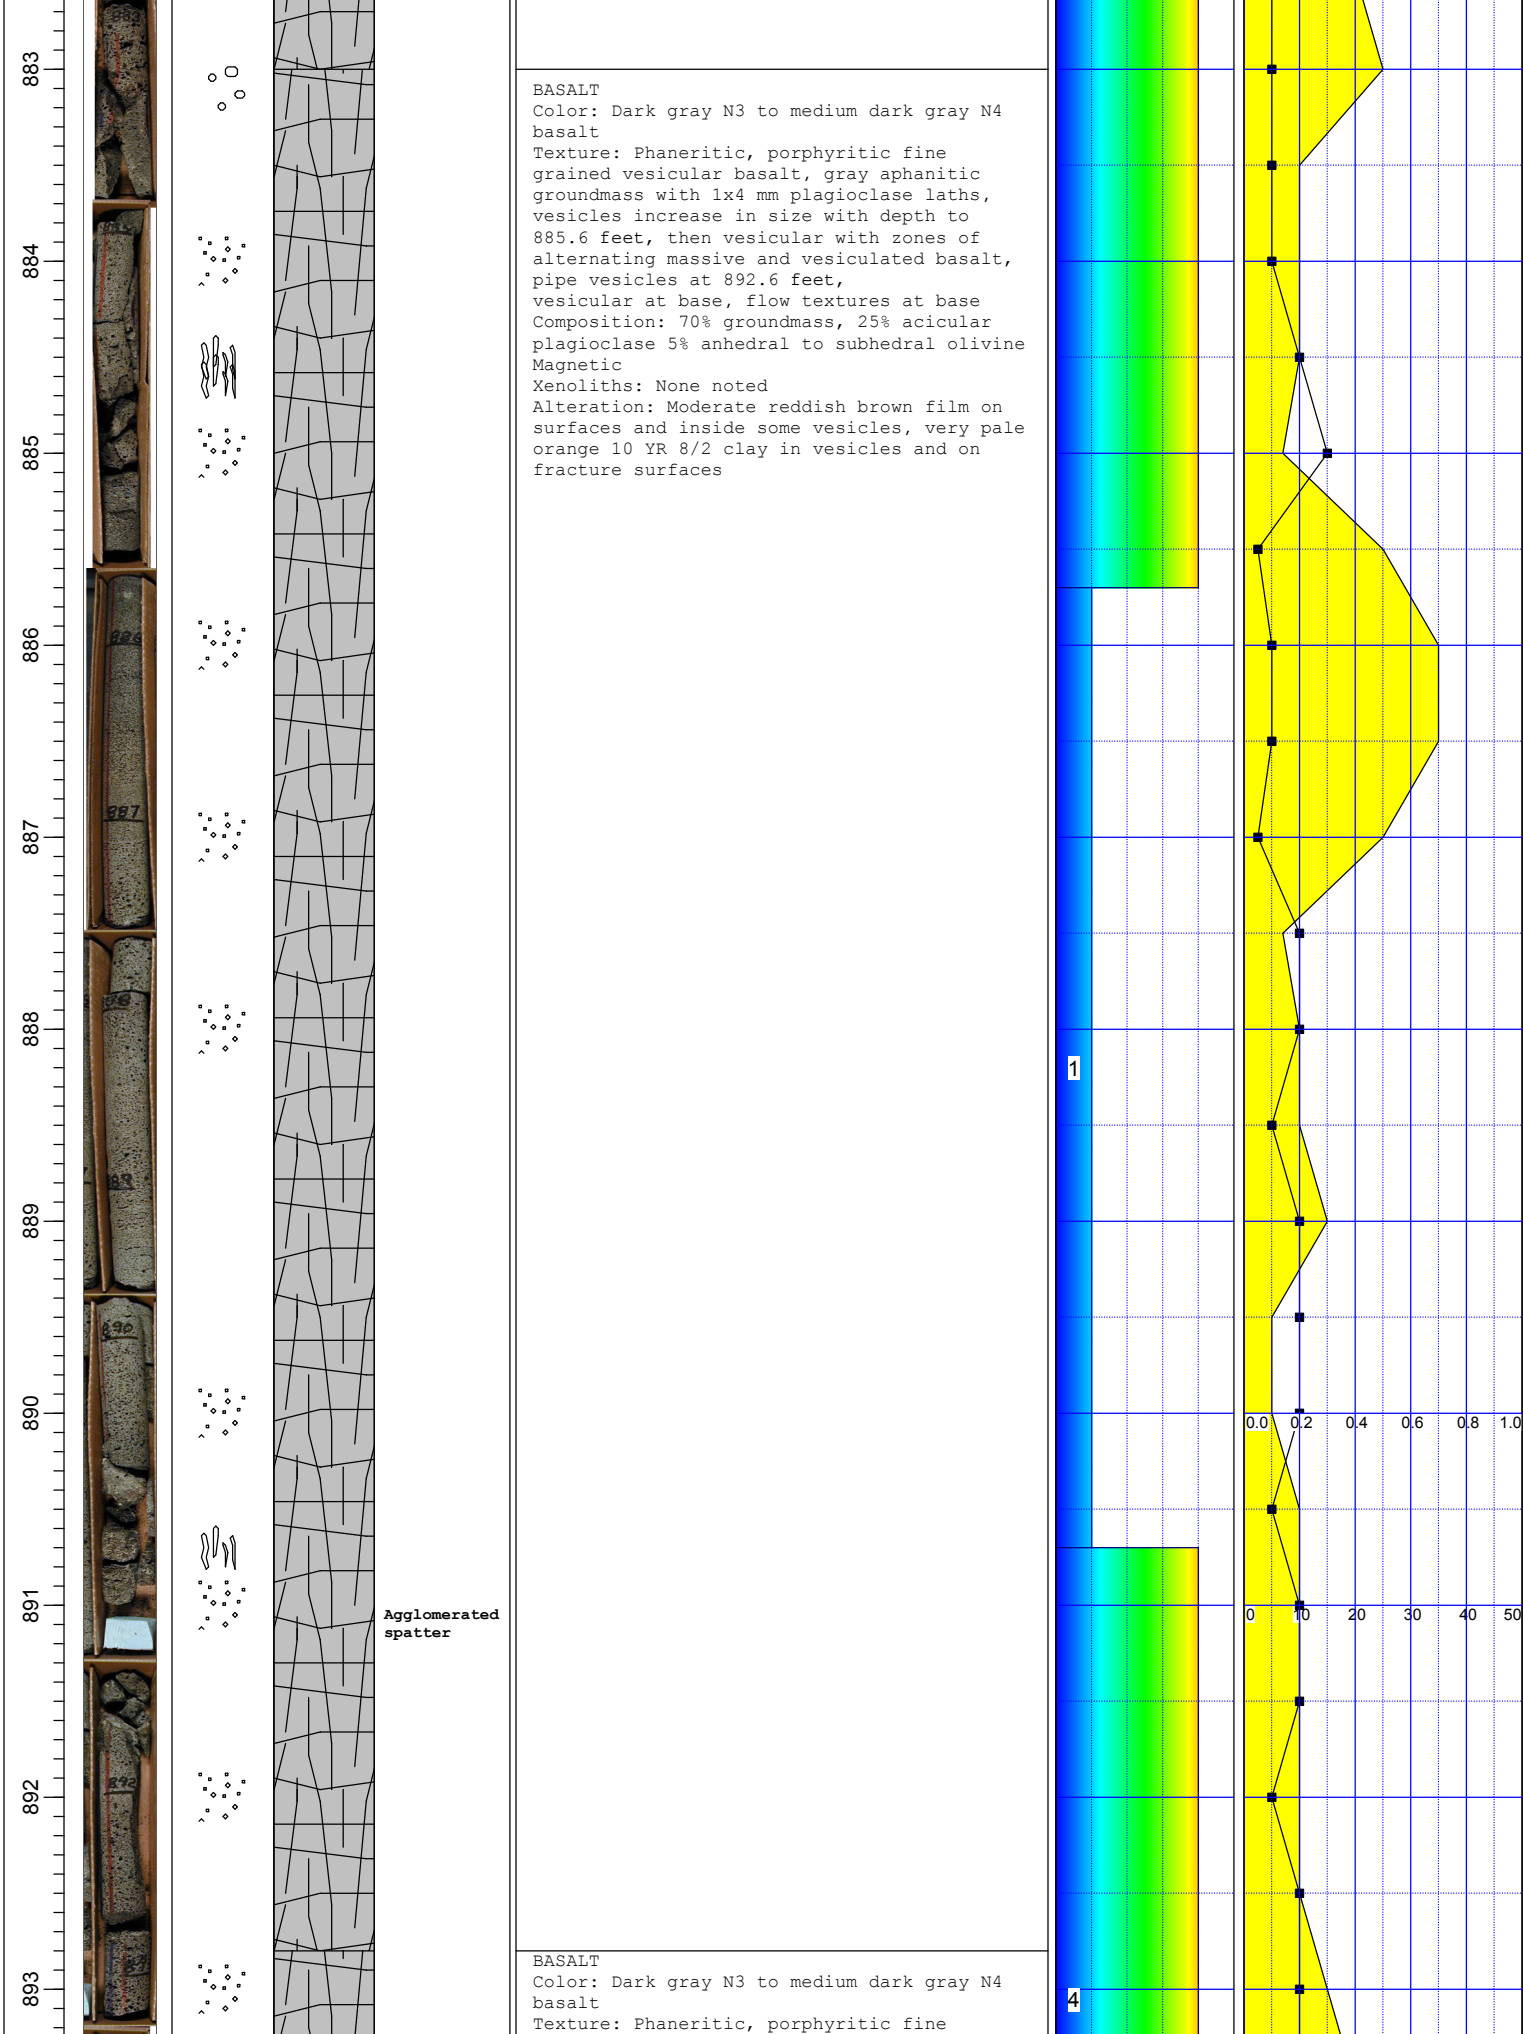 883
BASALT
Color: Dark gray N3 to medium dark gray N4
basalt
Texture: Phaneritic, porphyritic fine
grained vesicular basalt, gray aphanitic
groundmass with 1x4 mm plagioclase laths,
vesicles increase in size with depth to
885.6 feet, then vesicular with zones of
alternating massive and vesiculated basalt,
pipe vesicles at 892.6 feet,
vesicular at base, flow textures at base
Composition: 70% groundmass, 25% acicular
plagioclase 5% anhedral to subhedral olivine
Magnetic
Xenoliths: None noted
Alteration: Moderate reddish brown film on
surfaces and inside some vesicles, very pale
orange 10 YR 8/2 clay in vesicles and on
fracture surfaces
884
885
886
887
887
888
1
889
890
890
0.0 0.2 0.4 0.6 0.8 1.0
891
Agglomerated
spatter
0 10 20 30 40 50
892
892
893
BASALT
Color: Dark gray N3 to medium dark gray N4
basalt
Texture: Phaneritic, porphyritic fine
4